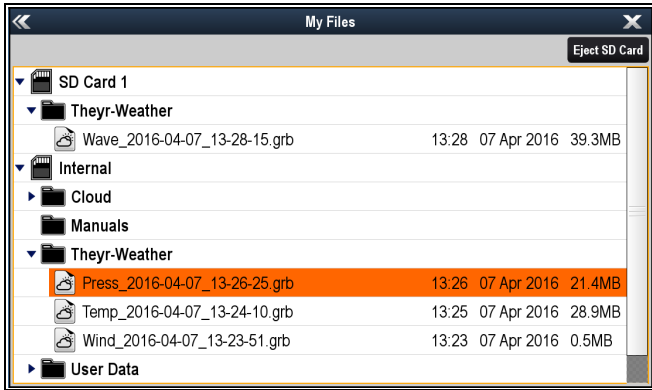 My Files
Eject SD Card
SD Card 1
Theyr-Weather
Wave_2016-04-07_13-28-15.grb 13:28 07 Apr 2016 39.3MB
Internal
Cloud
Manuals
Theyr-Weather
Press_2016-04-07_13-26-25.grb 13:26 07 Apr 2016 21.4MB
Temp_2016-04-07_13-24-10.grb 13:25 07 Apr 2016 28.9MB
Wind_2016-04-07_13-23-51.grb 13:23 07 Apr 2016 0.5MB
User Data